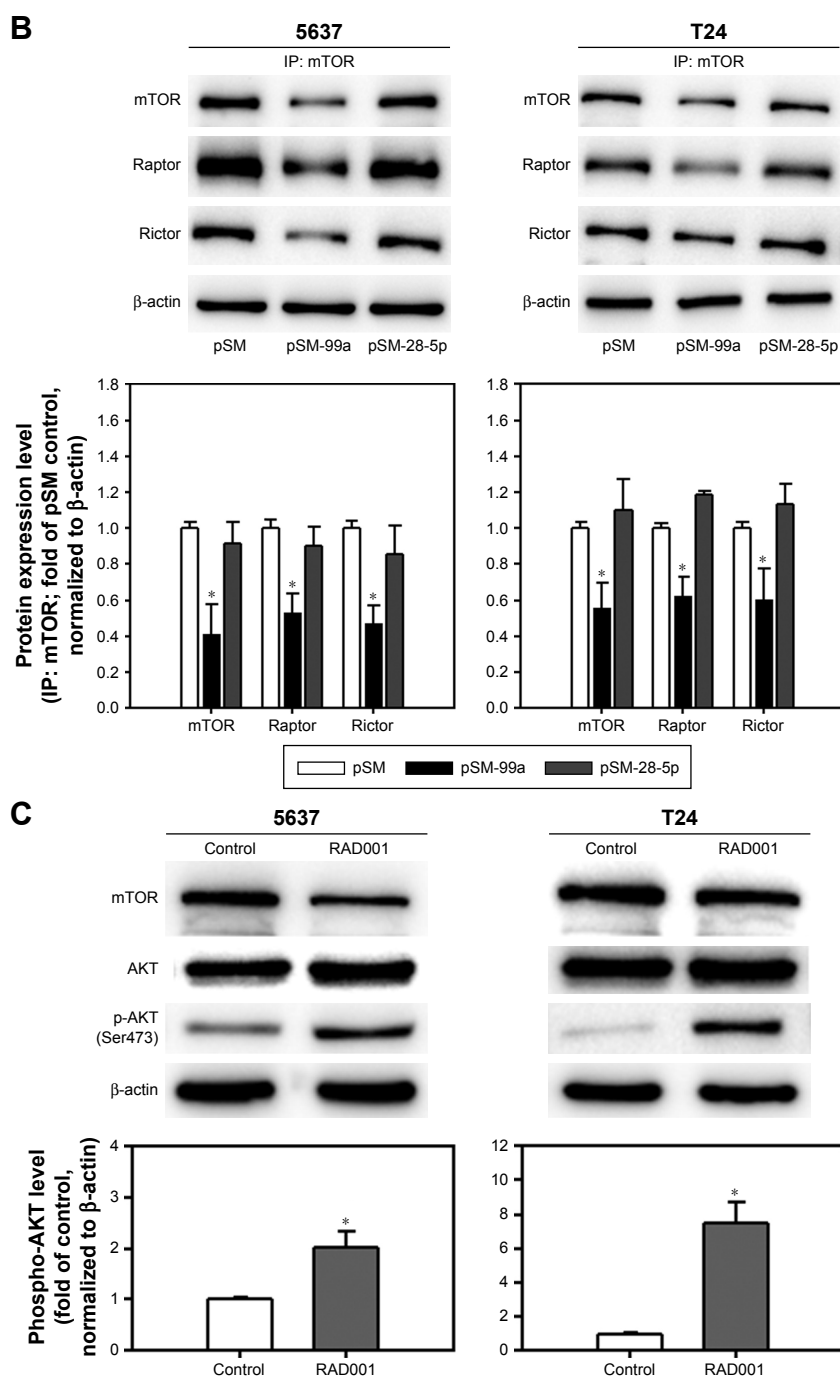 B
5637
T24
IP: mTOR
IP: mTOR
mTOR
Raptor
Rictor
β-actin
pSM pSM-99a pSM-28-5p
mTOR
Raptor
Rictor
β-actin
pSM pSM-99a pSM-28-5p
Protein expression level
(IP: mTOR; fold of pSM control,
normalized to β-actin)
1.8
1.6
1.4
1.2
1.0
0.8
0.6
0.4
0.2
0.0
* * *
mTOR Raptor Rictor
1.8
1.6
1.4
1.2
1.0
0.8
0.6
0.4
0.2
0.0
* * *
mTOR Raptor Rictor
pSM pSM-99a pSM-28-5p
C
5637
T24
Control RAD001
Control RAD001
mTOR
AKT
p-AKT
(Ser473)
β-actin
Phospho-AKT level
(fold of control,
normalized to β-actin)
4
3
2
1
0
*
Control RAD001
12
10
8
6
4
2
0
*
Control RAD001